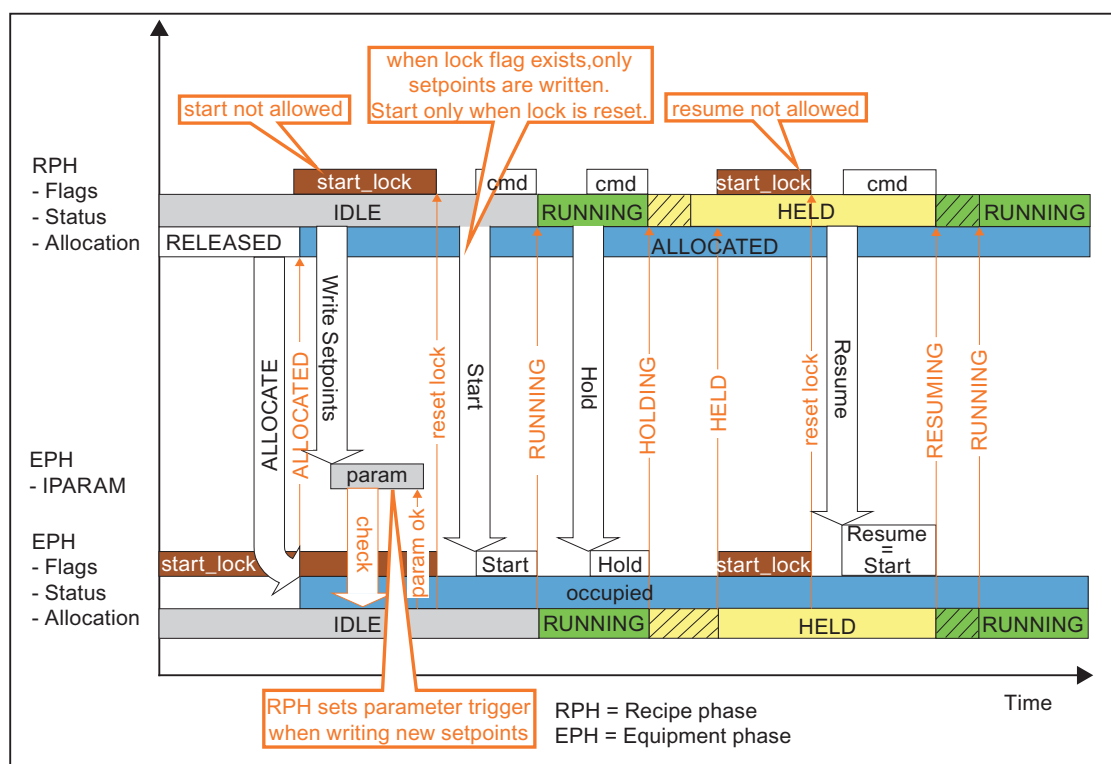 when lock flag exists,only
setpoints are written.
Start only when lock is reset.
start not allowed
resume not allowed
RPH
- Flags
- Status
- Allocation
start_lock
cmd
cmd
start_lock
cmd
IDLE
RUNNING
HELD
RUNNING
RELEASED
ALLOCATED
ALLOCATE
ALLOCATED
Write Setpoints
reset lock
Start
RUNNING
Hold
HOLDING
HELD
reset lock
Resume
RESUMING
RUNNING
EPH
- IPARAM
param
check
param ok
EPH
- Flags
- Status
- Allocation
start_lock
Start
Hold
start_lock
Resume
=
Start
occupied
IDLE
RUNNING
HELD
RUNNING
Time
RPH sets parameter trigger
when writing new setpoints
RPH = Recipe phase
EPH = Equipment phase